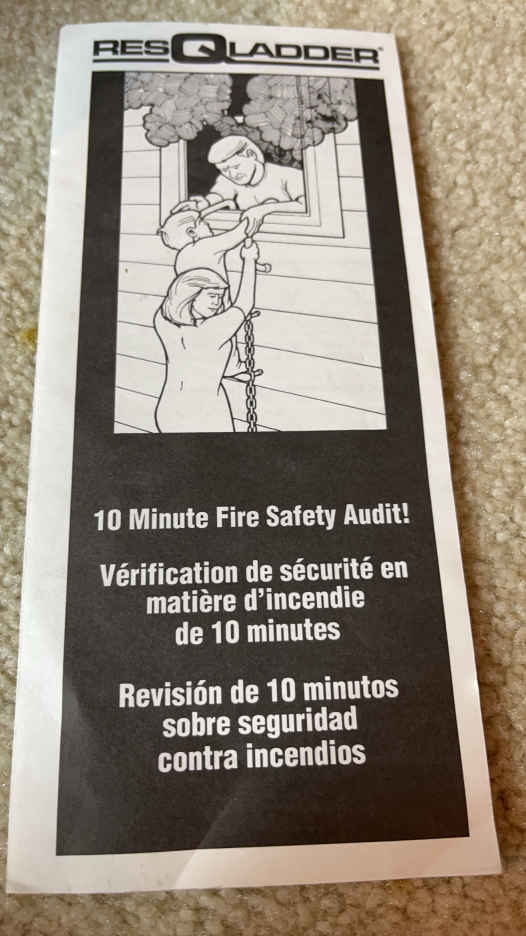 RESQLADDER®
10 Minute Fire Safety Audit!
Vérification de sécurité en
matière d'incendie
de 10 minutes
Revisión de 10 minutos
sobre seguridad
contra incendios